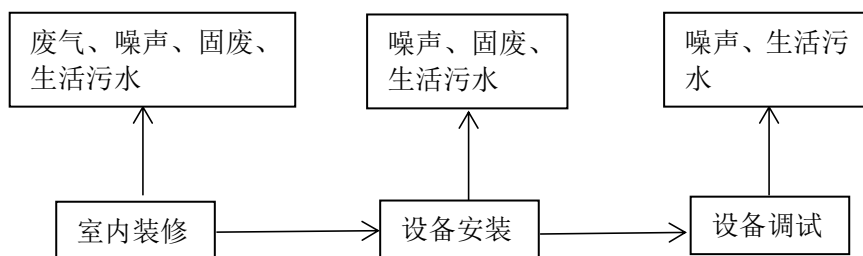 废气、噪声、固废、
生活污水
噪声、固废、
生活污水
噪声、生活污
水
室内装修
设备安装
设备调试